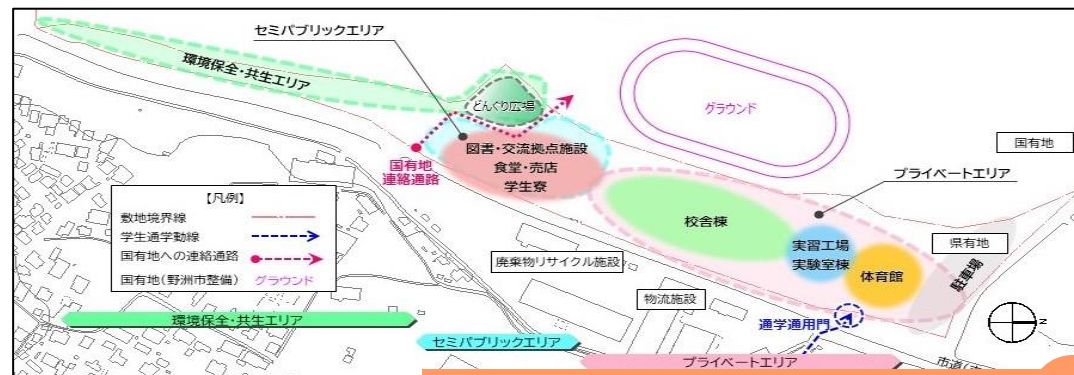 セミパブリックエリア
環境保全・共生エリア
どんぐり広場
グラウンド
国有地
国有地
連絡通路
図書・交流拠点施設
食堂・売店
学生寮
プライベートエリア
【凡例】
敷地境界線
学生通学動線
国有地への連絡通路
国有地(野洲市整備) グラウンド
校舎棟
実習工場
実験室棟
体育館
県有地
駐車場
廃棄物リサイクル施設
物流施設
通学通用門
N
環境保全・共生エリア
セミパブリックエリア
プライベートエリア
市道